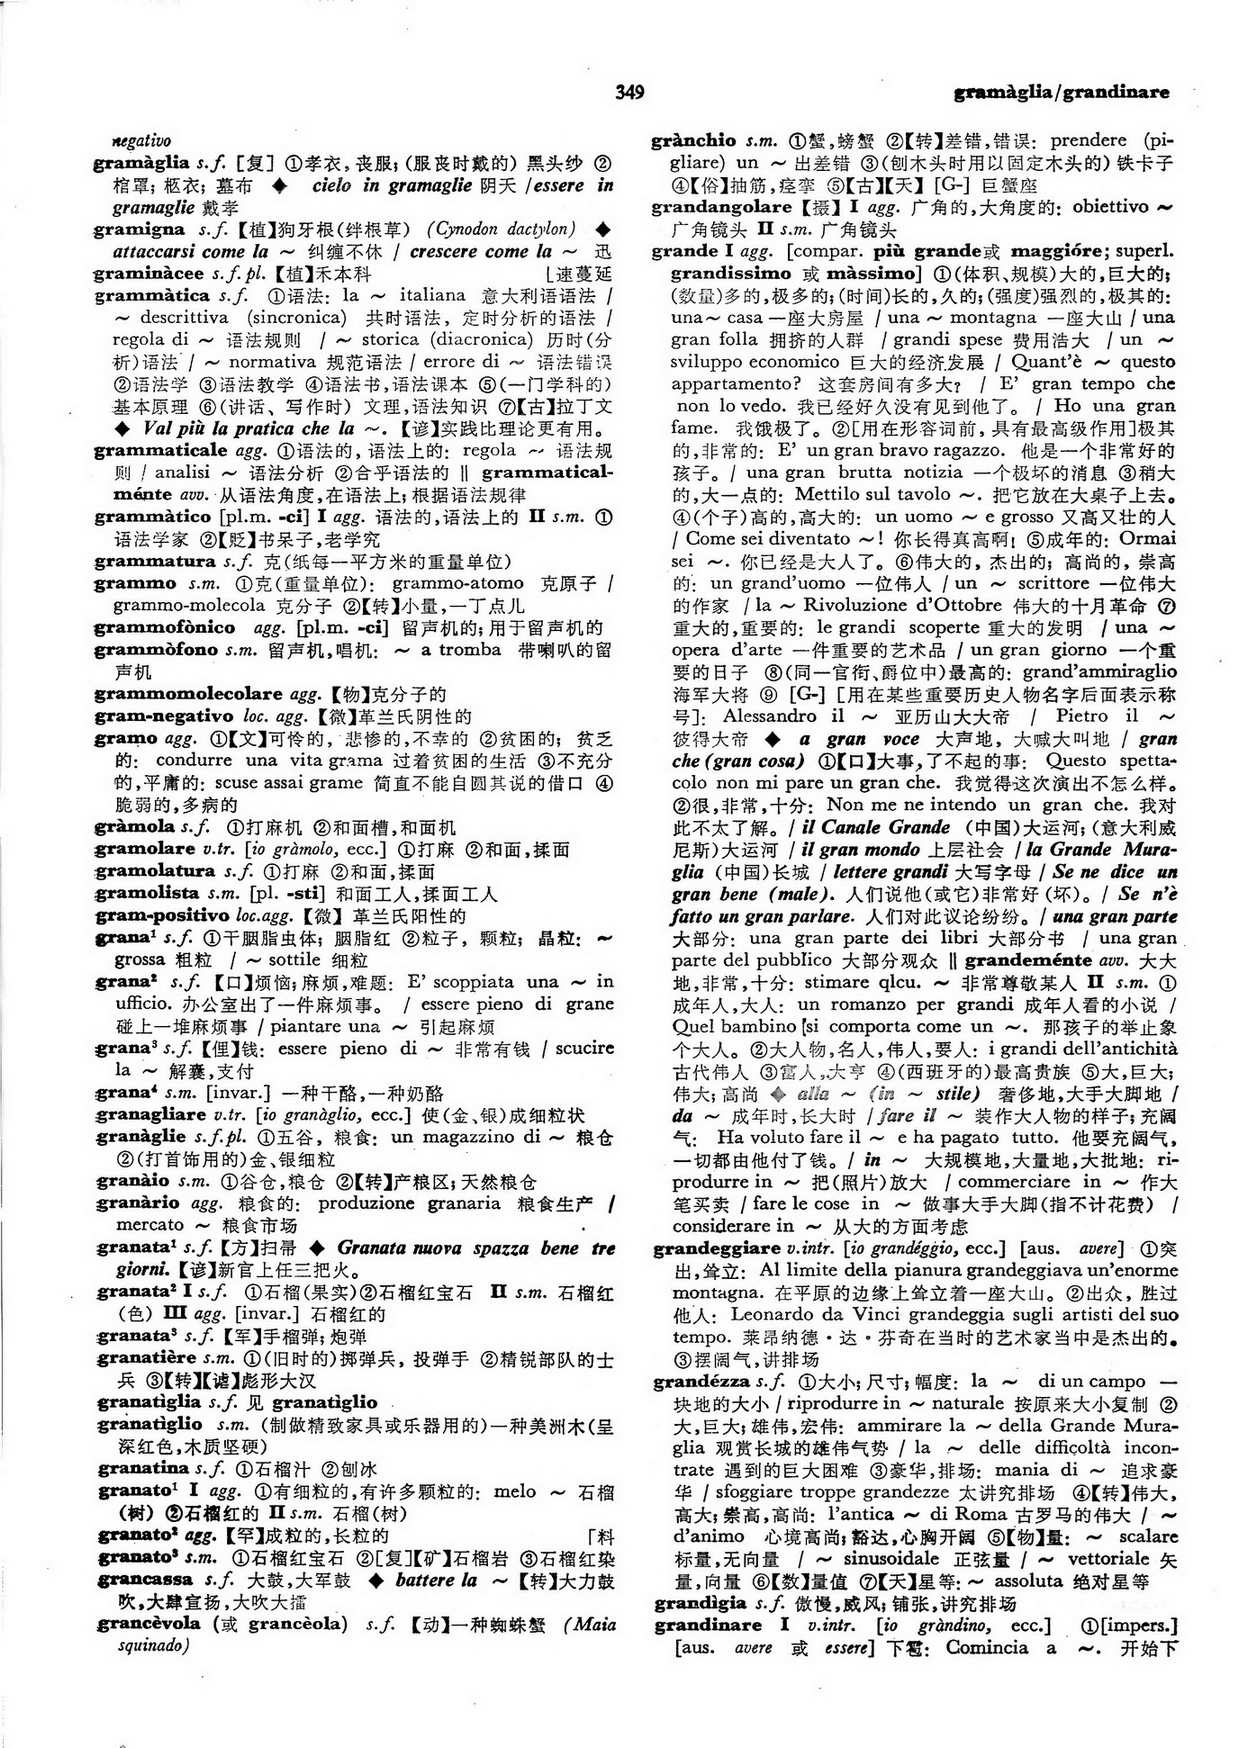 349
gramàglia/grandinare
negativo
gramàglia s.f. [复] ①孝衣, 丧服; (服丧时戴的) 黑头纱 ②
棺罩; 柩衣; 墓布 ◆ cielo in gramaglie 阴天 /essere in
gramaglie 戴孝
gramigna s.f. 【植】狗牙根(绊根草) (Cynodon dactylon) ◆
attaccarsi come la ～ 纠缠不休 / crescere come la ～ 迅
graminàcee s.f.pl. 【植】禾本科 ⌊速蔓延
grammàtica s.f. ①语法: la ～ italiana 意大利语语法 /
～ descrittiva (sincronica) 共时语法, 定时分析的语法 /
regola di ～ 语法规则 / ～ storica (diacronica) 历时(分
析)语法 / ～ normativa 规范语法 / errore di ～ 语法错误
②语法学 ③语法教学 ④语法书,语法课本 ⑤(一门学科的)
基本原理 ⑥(讲话、写作时) 文理,语法知识 ⑦【古】拉丁文
◆ Val più la pratica che la ～. 【谚】实践比理论更有用。
grammaticale agg. ①语法的, 语法上的: regola ～ 语法规
则 / analisi ～ 语法分析 ②合乎语法的 ‖ grammatical-
ménte avv. 从语法角度,在语法上; 根据语法规律
grammàtico [pl.m. -ci] I agg. 语法的,语法上的 II s.m. ①
语法学家 ②【贬】书呆子,老学究
grammatura s.f. 克(纸每一平方米的重量单位)
grammo s.m. ①克(重量单位): grammo-atomo 克原子 /
grammo-molecola 克分子 ②【转】小量,一丁点儿
grammofònico agg. [pl.m. -ci] 留声机的; 用于留声机的
grammòfono s.m. 留声机,唱机: ～ a tromba 带喇叭的留
声机
grammomolecolare agg. 【物】克分子的
gram-negativo loc. agg. 【微】革兰氏阴性的
gramo agg. ①【文】可怜的, 悲惨的,不幸的 ②贫困的; 贫乏
的: condurre una vita grama 过着贫困的生活 ③不充分
的,平庸的: scuse assai grame 简直不能自圆其说的借口 ④
脆弱的,多病的
gràmola s.f. ①打麻机 ②和面槽,和面机
gramolare v.tr. [io gràmolo, ecc.] ①打麻 ②和面,揉面
gramolatura s.f. ①打麻 ②和面,揉面
gramolista s.m. [pl. -sti] 和面工人,揉面工人
gram-positivo loc.agg. 【微】 革兰氏阳性的
grana¹ s.f. ①干胭脂虫体; 胭脂红 ②粒子, 颗粒; 晶粒: ～
grossa 粗粒 / ～ sottile 细粒
grana² s.f. 【口】烦恼; 麻烦,难题: E' scoppiata una ～ in
ufficio. 办公室出了一件麻烦事。 / essere pieno di grane
碰上一堆麻烦事 / piantare una ～ 引起麻烦
grana³ s.f. 【俚】钱: essere pieno di ～ 非常有钱 / scucire
la ～ 解囊,支付
grana⁴ s.m. [invar.] 一种干酪,一种奶酪
granagliare v.tr. [io granàglio, ecc.] 使(金、银)成细粒状
granàglie s.f.pl. ①五谷, 粮食: un magazzino di ～ 粮仓
②(打首饰用的)金、银细粒
granàio s.m. ①谷仓,粮仓 ②【转】产粮区; 天然粮仓
granàrio agg. 粮食的: produzione granaria 粮食生产 /
mercato ～ 粮食市场
granata¹ s.f. 【方】扫帚 ◆ Granata nuova spazza bene tre
giorni. 【谚】新官上任三把火。
granata² I s.f. ①石榴(果实)②石榴红宝石 II s.m. 石榴红
(色) III agg. [invar.] 石榴红的
granata³ s.f. 【军】手榴弹; 炮弹
granatière s.m. ①(旧时的)掷弹兵, 投弹手 ②精锐部队的士
兵 ③【转】【谑】彪形大汉
granatìglia s.f. 见 granatìglio
granatìglio s.m. (制做精致家具或乐器用的)一种美洲木(呈
深红色,木质坚硬)
granatina s.f. ①石榴汁 ②刨冰
granato¹ I agg. ①有细粒的,有许多颗粒的: melo ～ 石榴
(树) ②石榴红的 II s.m. 石榴(树)
granato² agg. 【罕】成粒的,长粒的 ⌈料
granato³ s.m. ①石榴红宝石 ②[复]【矿】石榴岩 ③石榴红染
grancassa s.f. 大鼓,大军鼓 ◆ battere la ～ 【转】大力鼓
吹,大肆宣扬,大吹大擂
grancèvola (或 grancèola) s.f. 【动】一种蜘蛛蟹 (Maia
squinado)
grànchio s.m. ①蟹,螃蟹 ②【转】差错,错误: prendere (pi-
gliare) un ～ 出差错 ③(刨木头时用以固定木头的) 铁卡子
④【俗】抽筋,痉挛 ⑤【古】【天】 [G-] 巨蟹座
grandangolare 【摄】 I agg. 广角的,大角度的: obiettivo ～
广角镜头 II s.m. 广角镜头
grande I agg. [compar. più grande或 maggióre; superl.
grandissimo 或 màssimo] ①(体积、规模)大的,巨大的;
(数量)多的,极多的; (时间)长的,久的; (强度)强烈的,极其的:
una～ casa 一座大房屋 / una ～ montagna 一座大山 / una
gran folla 拥挤的人群 / grandi spese 费用浩大 / un ～
sviluppo economico 巨大的经济发展 / Quant'è ～ questo
appartamento? 这套房间有多大? / E' gran tempo che
non lo vedo. 我已经好久没有见到他了。 / Ho una gran
fame. 我饿极了。②[用在形容词前, 具有最高级作用]极其
的,非常的: E' un gran bravo ragazzo. 他是一个非常好的
孩子。/ una gran brutta notizia 一个极坏的消息 ③稍大
的,大一点的: Mettilo sul tavolo ～. 把它放在大桌子上去。
④(个子)高的,高大的: un uomo ～ e grosso 又高又壮的人
/ Come sei diventato ～! 你长得真高啊! ⑤成年的: Ormai
sei ～. 你已经是大人了。⑥伟大的, 杰出的; 高尚的, 崇高
的: un grand'uomo 一位伟人 / un ～ scrittore 一位伟大
的作家 / la ～ Rivoluzione d'Ottobre 伟大的十月革命 ⑦
重大的,重要的: le grandi scoperte 重大的发明 / una ～
opera d'arte 一件重要的艺术品 / un gran giorno 一个重
要的日子 ⑧(同一官衔、爵位中)最高的: grand'ammiraglio
海军大将 ⑨ [G-] [用在某些重要历史人物名字后面表示称
号]: Alessandro il ～ 亚历山大大帝 / Pietro il ～
彼得大帝 ◆ a gran voce 大声地, 大喊大叫地 / gran
che (gran cosa) ①【口】大事,了不起的事: Questo spetta-
colo non mi pare un gran che. 我觉得这次演出不怎么样。
②很,非常,十分: Non me ne intendo un gran che. 我对
此不太了解。/ il Canale Grande (中国)大运河; (意大利威
尼斯)大运河 / il gran mondo 上层社会 / la Grande Mura-
glia (中国)长城 / lettere grandi 大写字母 / Se ne dice un
gran bene (male). 人们说他(或它)非常好(坏)。/ Se n'è
fatto un gran parlare. 人们对此议论纷纷。/ una gran parte
大部分: una gran parte dei libri 大部分书 / una gran
parte del pubblico 大部分观众 ‖ grandeménte avv. 大大
地,非常,十分: stimare qlcu. ～ 非常尊敬某人 II s.m. ①
成年人,大人: un romanzo per grandi 成年人看的小说 /
Quel bambino si comporta come un ～. 那孩子的举止象
个大人。②大人物,名人,伟人,要人: i grandi dell'antichità
古代伟人 ③富人,大亨 ④(西班牙的)最高贵族 ⑤大,巨大;
伟大; 高尚 ◆ alla ～ (in ～ stile) 奢侈地,大手大脚地 /
da ～ 成年时,长大时 / fare il ～ 装作大人物的样子; 充阔
气: Ha voluto fare il ～ e ha pagato tutto. 他要充阔气,
一切都由他付了钱。/ in ～ 大规模地,大量地,大批地: ri-
produrre in ～ 把(照片)放大 / commerciare in ～ 作大
笔买卖 / fare le cose in ～ 做事大手大脚(指不计花费) /
considerare in ～ 从大的方面考虑
grandeggiare v.intr. [io grandéggio, ecc.] [aus. avere] ①突
出,耸立: Al limite della pianura grandeggiava un'enorme
montagna. 在平原的边缘上耸立着一座大山。②出众, 胜过
他人: Leonardo da Vinci grandeggia sugli artisti del suo
tempo. 莱昂纳德·达·芬奇在当时的艺术家当中是杰出的。
③摆阔气,讲排场
grandézza s.f. ①大小; 尺寸; 幅度: la ～ di un campo 一
块地的大小 / riprodurre in ～ naturale 按原来大小复制 ②
大,巨大; 雄伟,宏伟: ammirare la ～ della Grande Mura-
glia 观赏长城的雄伟气势 / la ～ delle difficoltà incon-
trate 遇到的巨大困难 ③豪华,排场: mania di ～ 追求豪
华 / sfoggiare troppe grandezze 太讲究排场 ④【转】伟大,
高大; 崇高,高尚: l'antica ～ di Roma 古罗马的伟大 / ～
d'animo 心境高尚; 豁达,心胸开阔 ⑤【物】量: ～ scalare
标量,无向量 / ～ sinusoidale 正弦量 / ～ vettoriale 矢
量,向量 ⑥【数】量值 ⑦【天】星等: ～ assoluta 绝对星等
grandìgia s.f. 傲慢,威风; 铺张,讲究排场
grandinare I v.intr. [io gràndino, ecc.] ①[impers.]
[aus. avere 或 essere] 下雹: Comincia a ～. 开始下